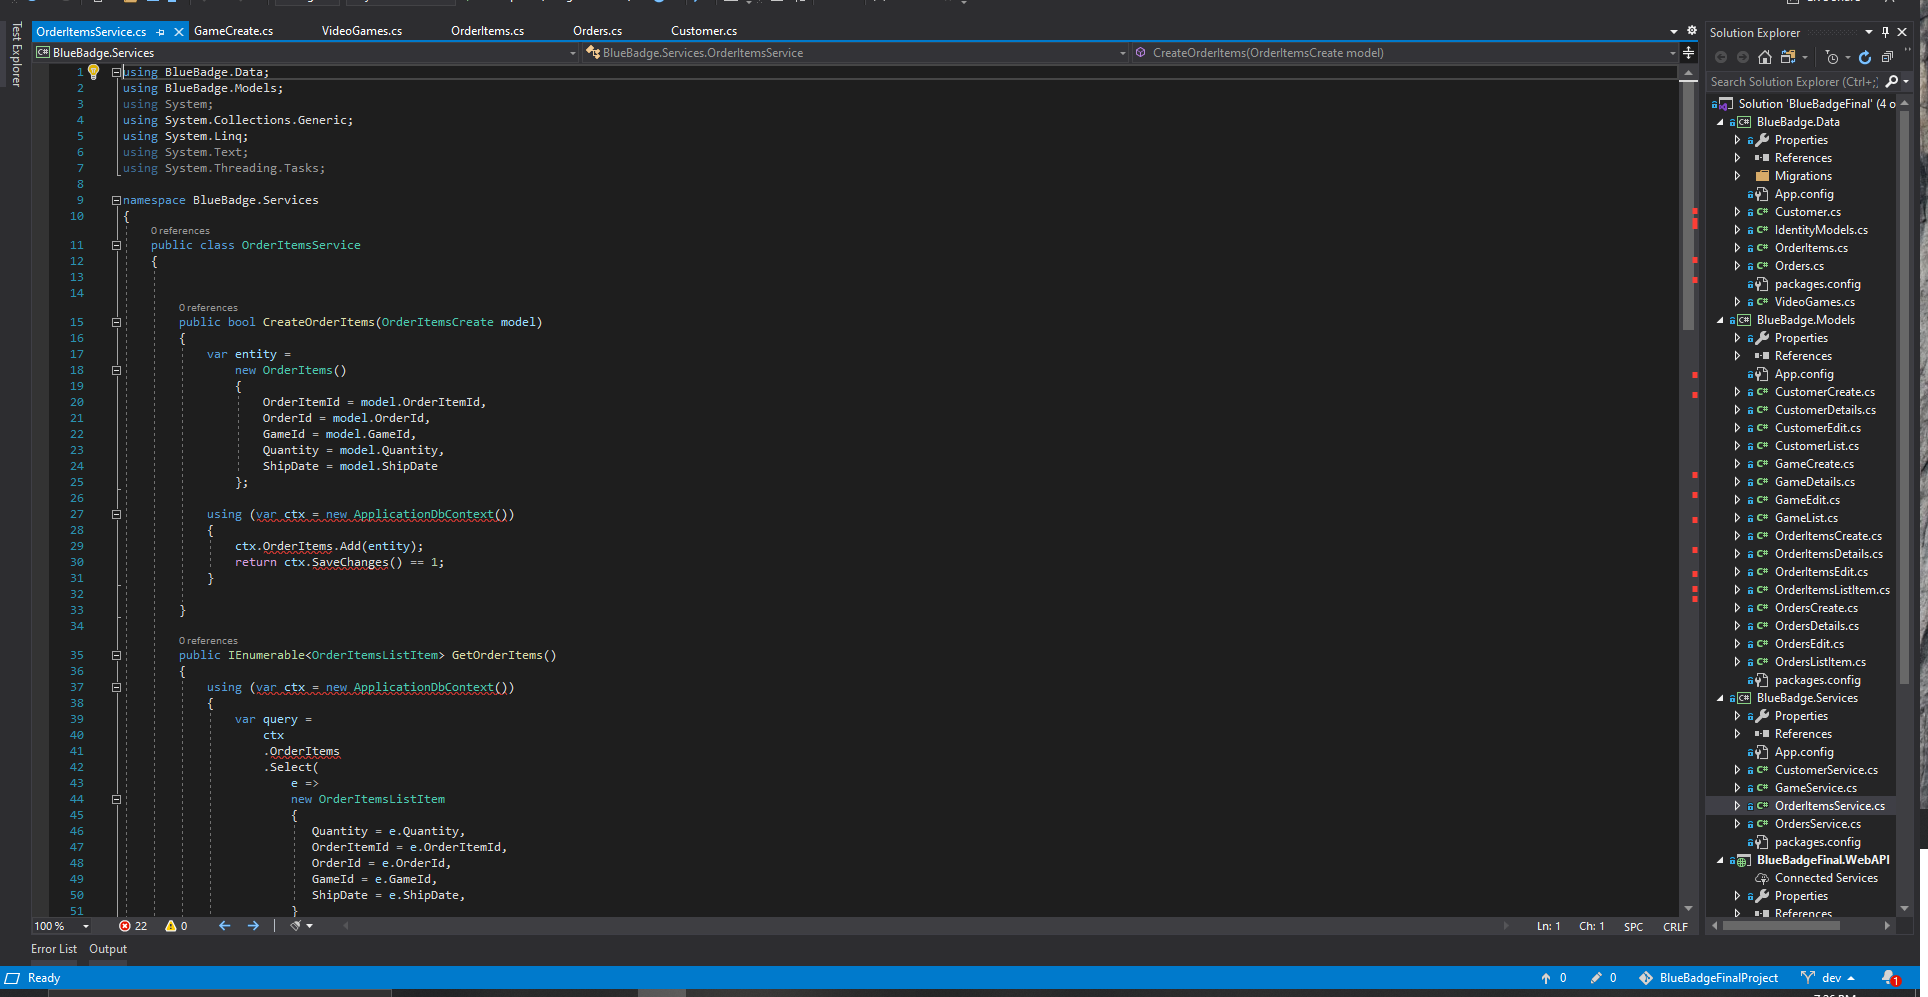 Test Explorer
OrderItemsService.cs
GameCreate.cs
VideoGames.cs
OrderItems.cs
Orders.cs
Customer.cs
BlueBadge.Services
BlueBadge.Services.OrderItemsService
CreateOrderItems(OrderItemsCreate model)
1 using BlueBadge.Data;
2 using BlueBadge.Models;
3 using System;
4 using System.Collections.Generic;
5 using System.Linq;
6 using System.Text;
7 using System.Threading.Tasks;
8
9 namespace BlueBadge.Services
10 {
0 references
11 public class OrderItemsService
12 {
13
14
0 references
15 public bool CreateOrderItems(OrderItemsCreate model)
16 {
17 var entity =
18 new OrderItems()
19 {
20 OrderItemId = model.OrderItemId,
21 OrderId = model.OrderId,
22 GameId = model.GameId,
23 Quantity = model.Quantity,
24 ShipDate = model.ShipDate
25 };
26
27 using (var ctx = new ApplicationDbContext())
28 {
29 ctx.OrderItems.Add(entity);
30 return ctx.SaveChanges() == 1;
31 }
32
33 }
34
0 references
35 public IEnumerable<OrderItemsListItem> GetOrderItems()
36 {
37 using (var ctx = new ApplicationDbContext())
38 {
39 var query =
40 ctx
41 .OrderItems
42 .Select(
43 e =>
44 new OrderItemsListItem
45 {
46 Quantity = e.Quantity,
47 OrderItemId = e.OrderItemId,
48 OrderId = e.OrderId,
49 GameId = e.GameId,
50 ShipDate = e.ShipDate,
51 }
100 %
22
0
Ln: 1
Ch: 1
SPC
CRLF
Error List
Output
Solution Explorer
Search Solution Explorer (Ctrl+;)
Solution 'BlueBadgeFinal' (4 o
BlueBadge.Data
Properties
References
Migrations
App.config
Customer.cs
IdentityModels.cs
OrderItems.cs
Orders.cs
packages.config
VideoGames.cs
BlueBadge.Models
Properties
References
App.config
CustomerCreate.cs
CustomerDetails.cs
CustomerEdit.cs
CustomerList.cs
GameCreate.cs
GameDetails.cs
GameEdit.cs
GameList.cs
OrderItemsCreate.cs
OrderItemsDetails.cs
OrderItemsEdit.cs
OrderItemsListItem.cs
OrdersCreate.cs
OrdersDetails.cs
OrdersEdit.cs
OrdersListItem.cs
packages.config
BlueBadge.Services
Properties
References
App.config
CustomerService.cs
GameService.cs
OrderItemsService.cs
OrdersService.cs
packages.config
BlueBadgeFinal.WebAPI
Connected Services
Properties
References
Ready
0
0
BlueBadgeFinalProject
dev
1